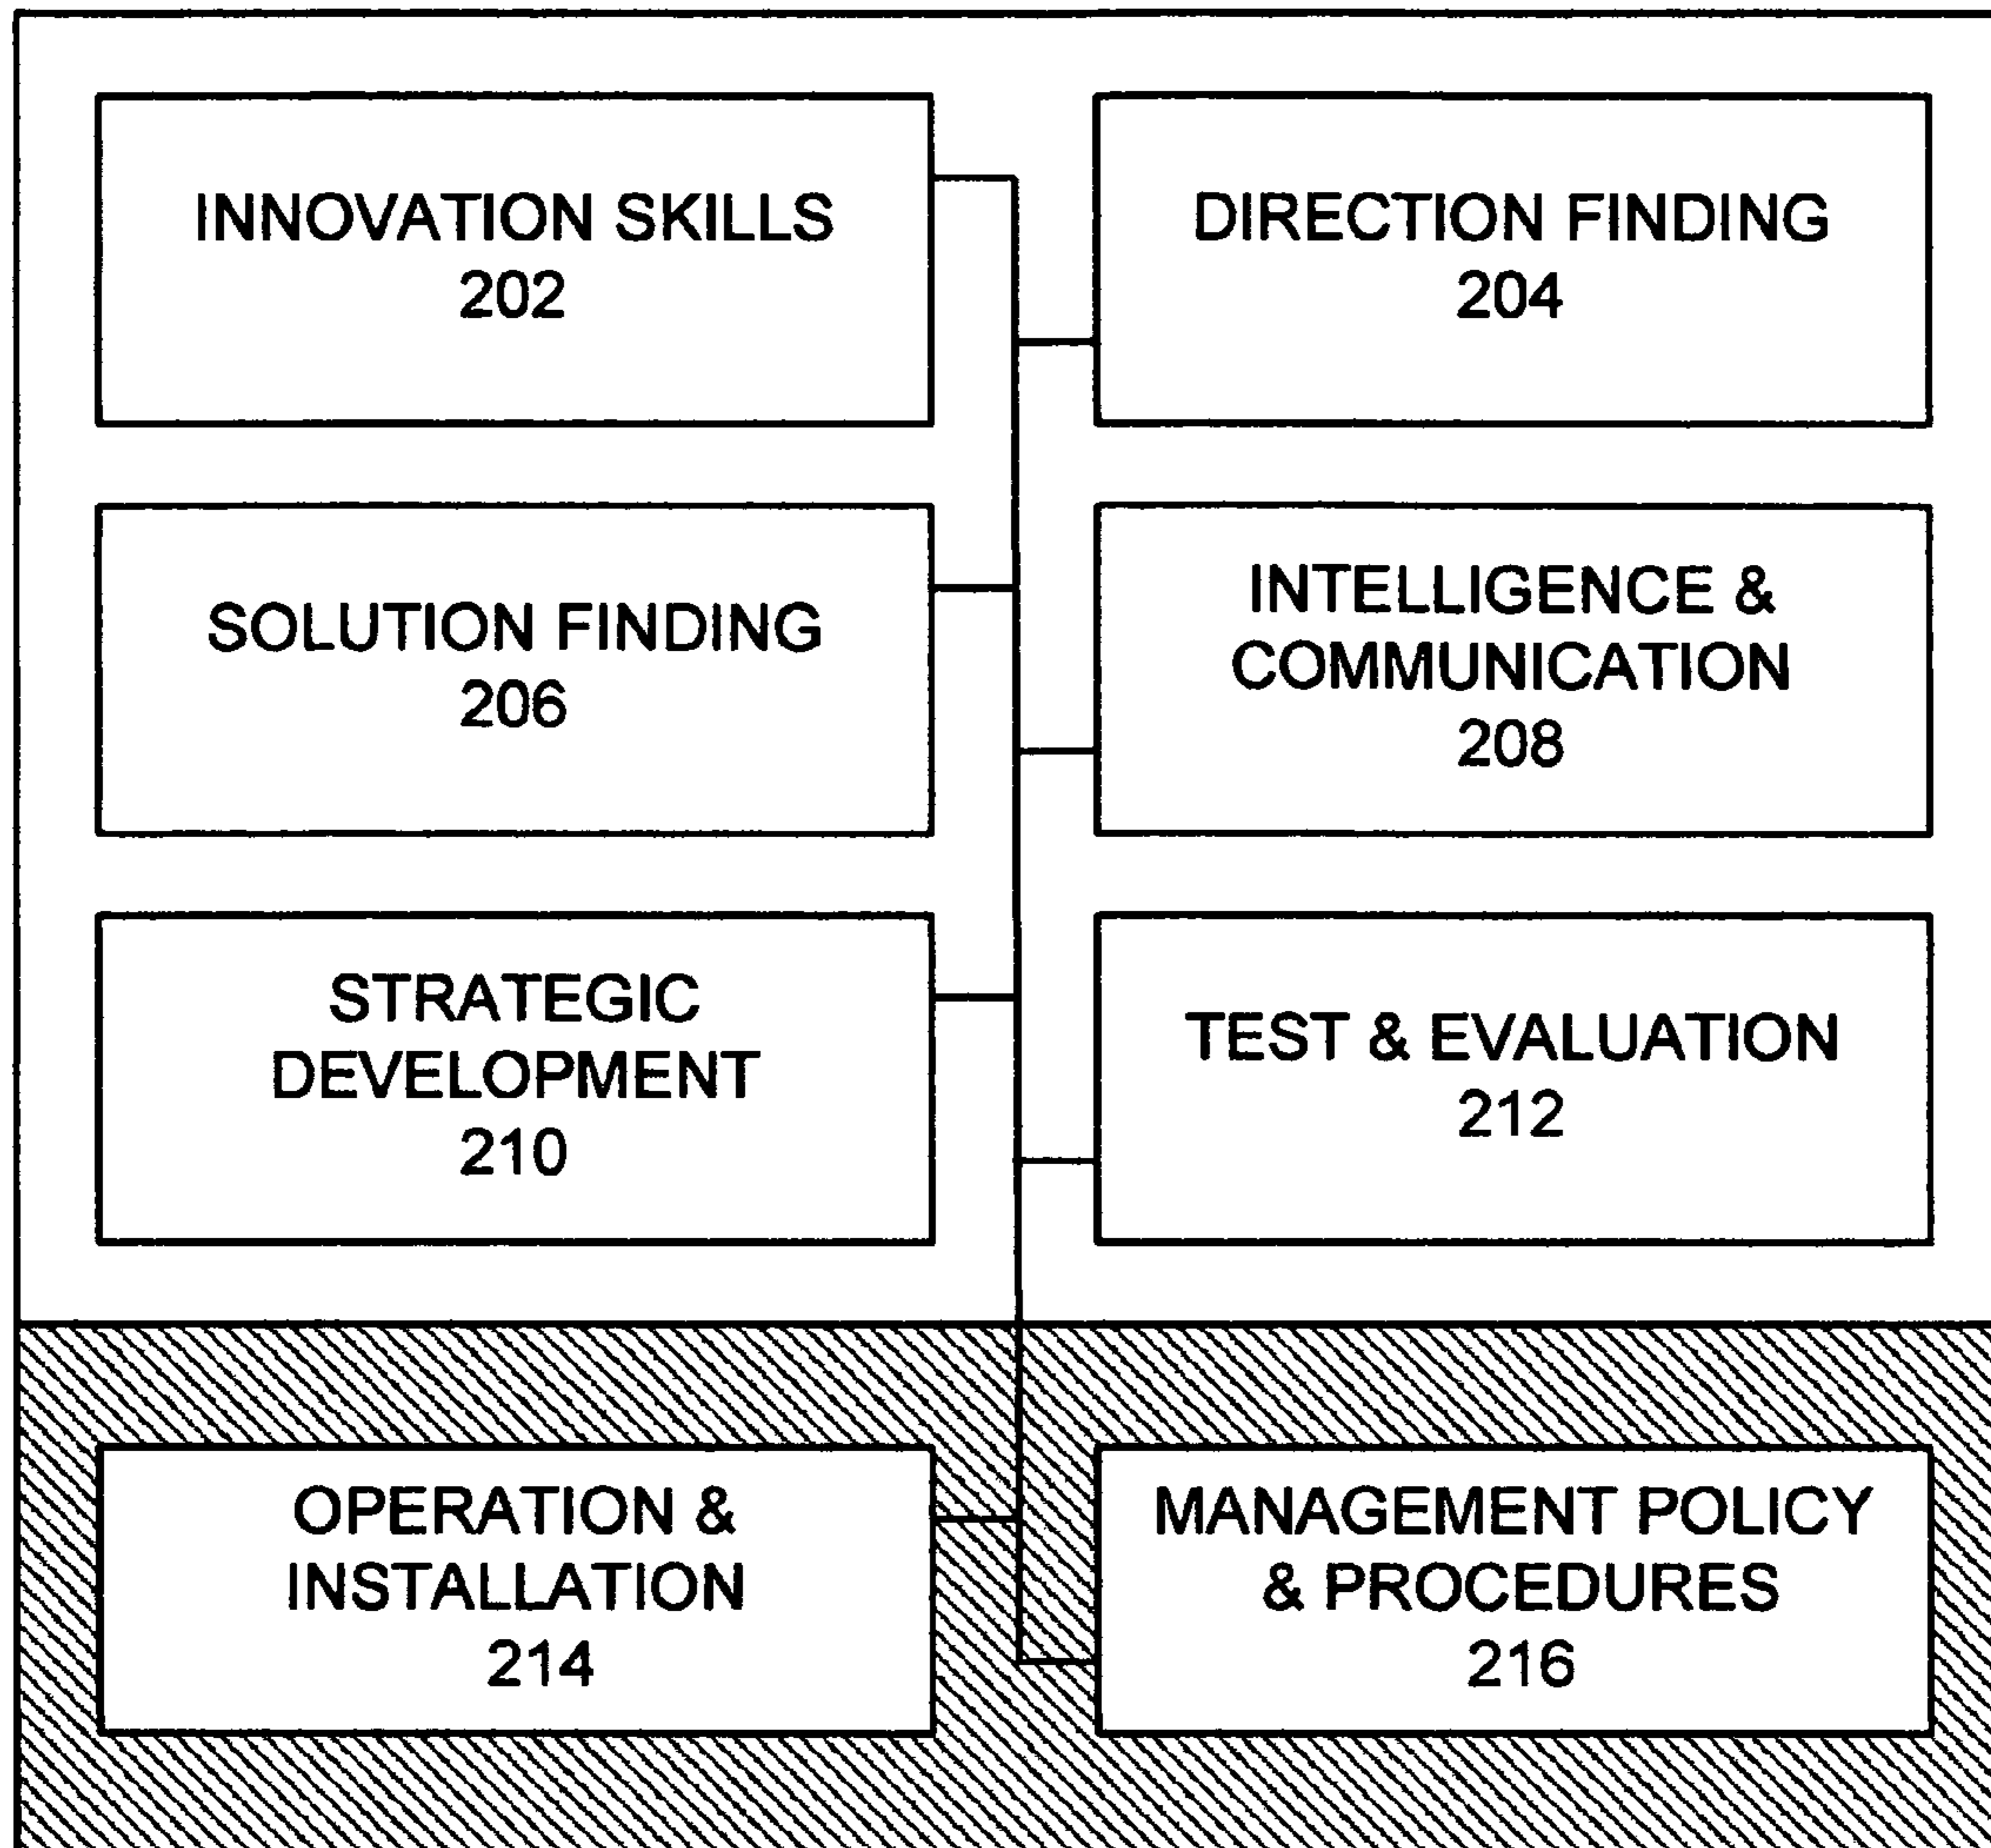 INNOVATION SKILLS
202
DIRECTION FINDING
204
SOLUTION FINDING
206
INTELLIGENCE &
COMMUNICATION
208
STRATEGIC
DEVELOPMENT
210
TEST & EVALUATION
212
OPERATION &
INSTALLATION
214
MANAGEMENT POLICY
& PROCEDURES
216